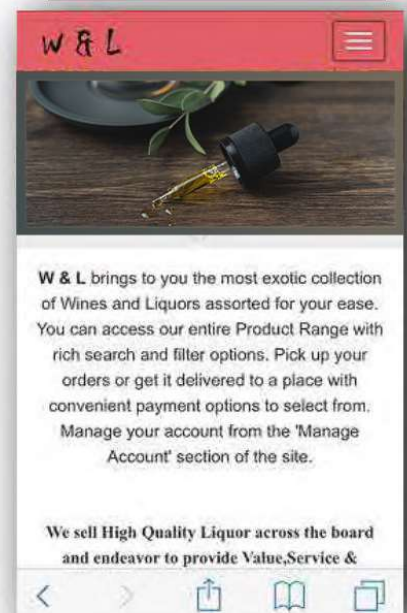 W & L
W & L brings to you the most exotic collection
of Wines and Liquors assorted for your ease.
You can access our entire Product Range with
rich search and filter options. Pick up your
orders or get it delivered to a place with
convenient payment options to select from.
Manage your account from the 'Manage
Account' section of the site.
We sell High Quality Liquor across the board
and endeavor to provide Value,Service &